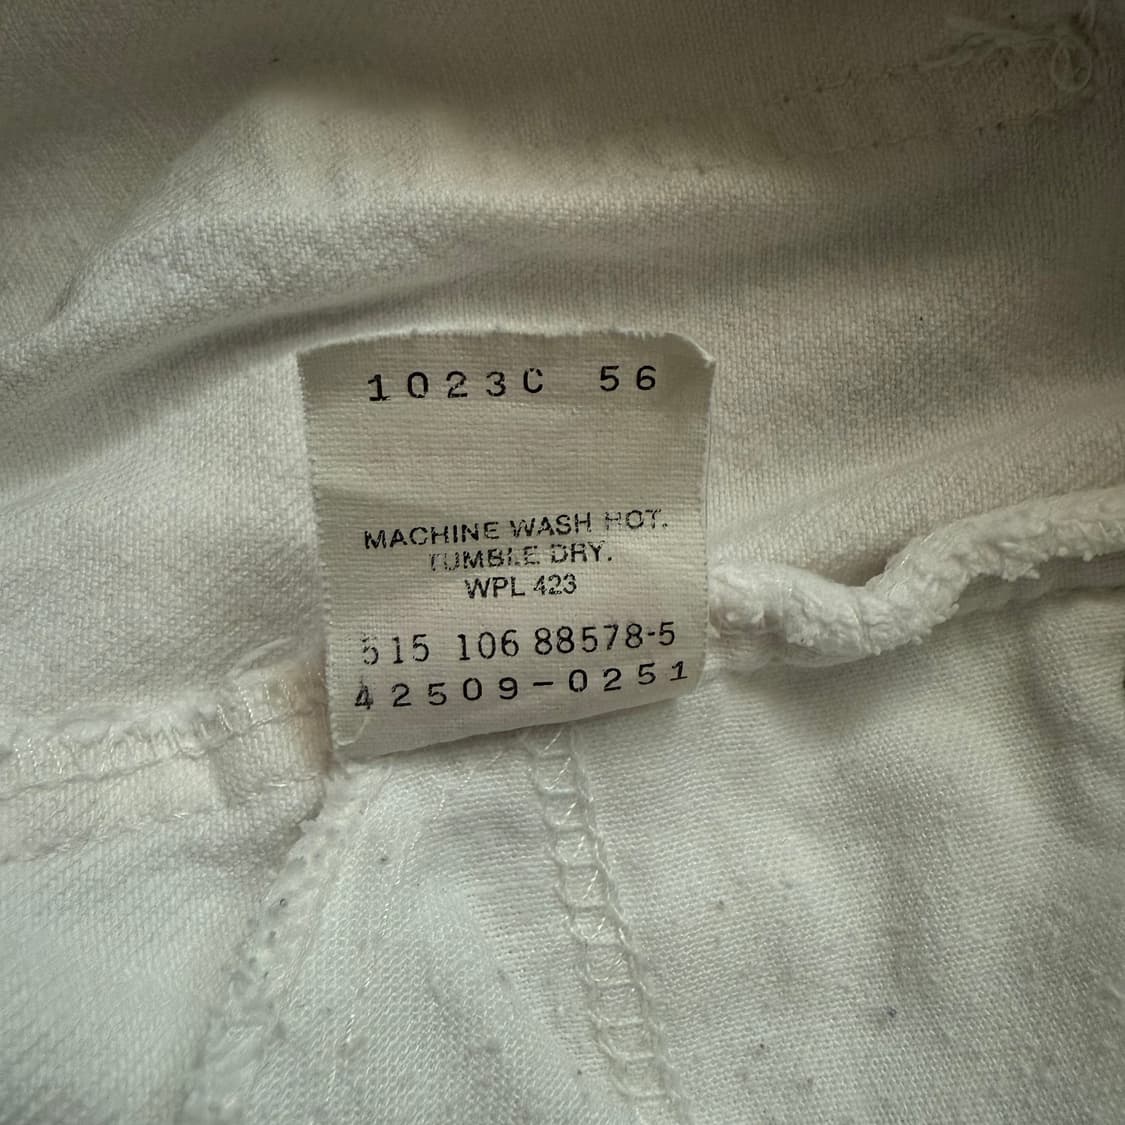 1023C 56
MACHINE WASH HOT.
TUMBLE DRY.
WPL 423
515 106 88578-5
42509-0251